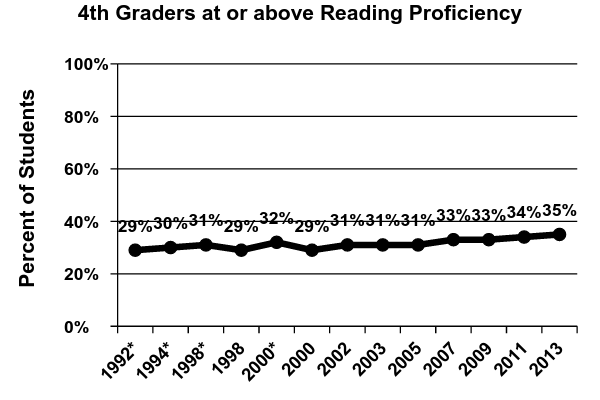 4th Graders at or above Reading Proficiency
Percent of Students
100%
80%
60%
40%
20%
0%
29% 30% 31% 29% 32% 29% 31% 31% 31% 33% 33% 34% 35%
1992* 1994* 1998* 1998 2000* 2000 2002 2003 2005 2007 2009 2011 2013